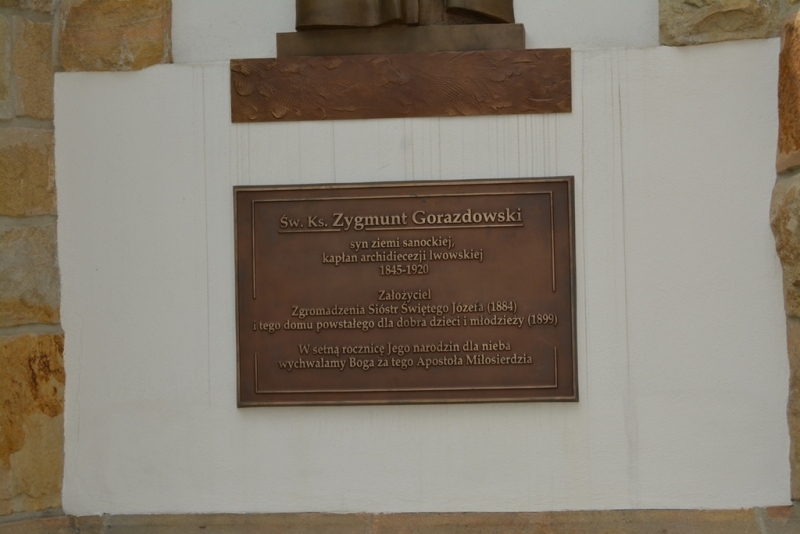 Św. Ks. Zygmunt Gorazdowski
syn ziemi sanockiej,
kapłan archidiecezji lwowskiej
1845-1920
Założyciel
Zgromadzenia Sióstr Świętego Józefa (1884)
i tego domu powstałego dla dobra dzieci i młodzieży (1899)
W setną rocznicę Jego narodzin dla nieba
wychwalamy Boga za tego Apostoła Miłosierdzia